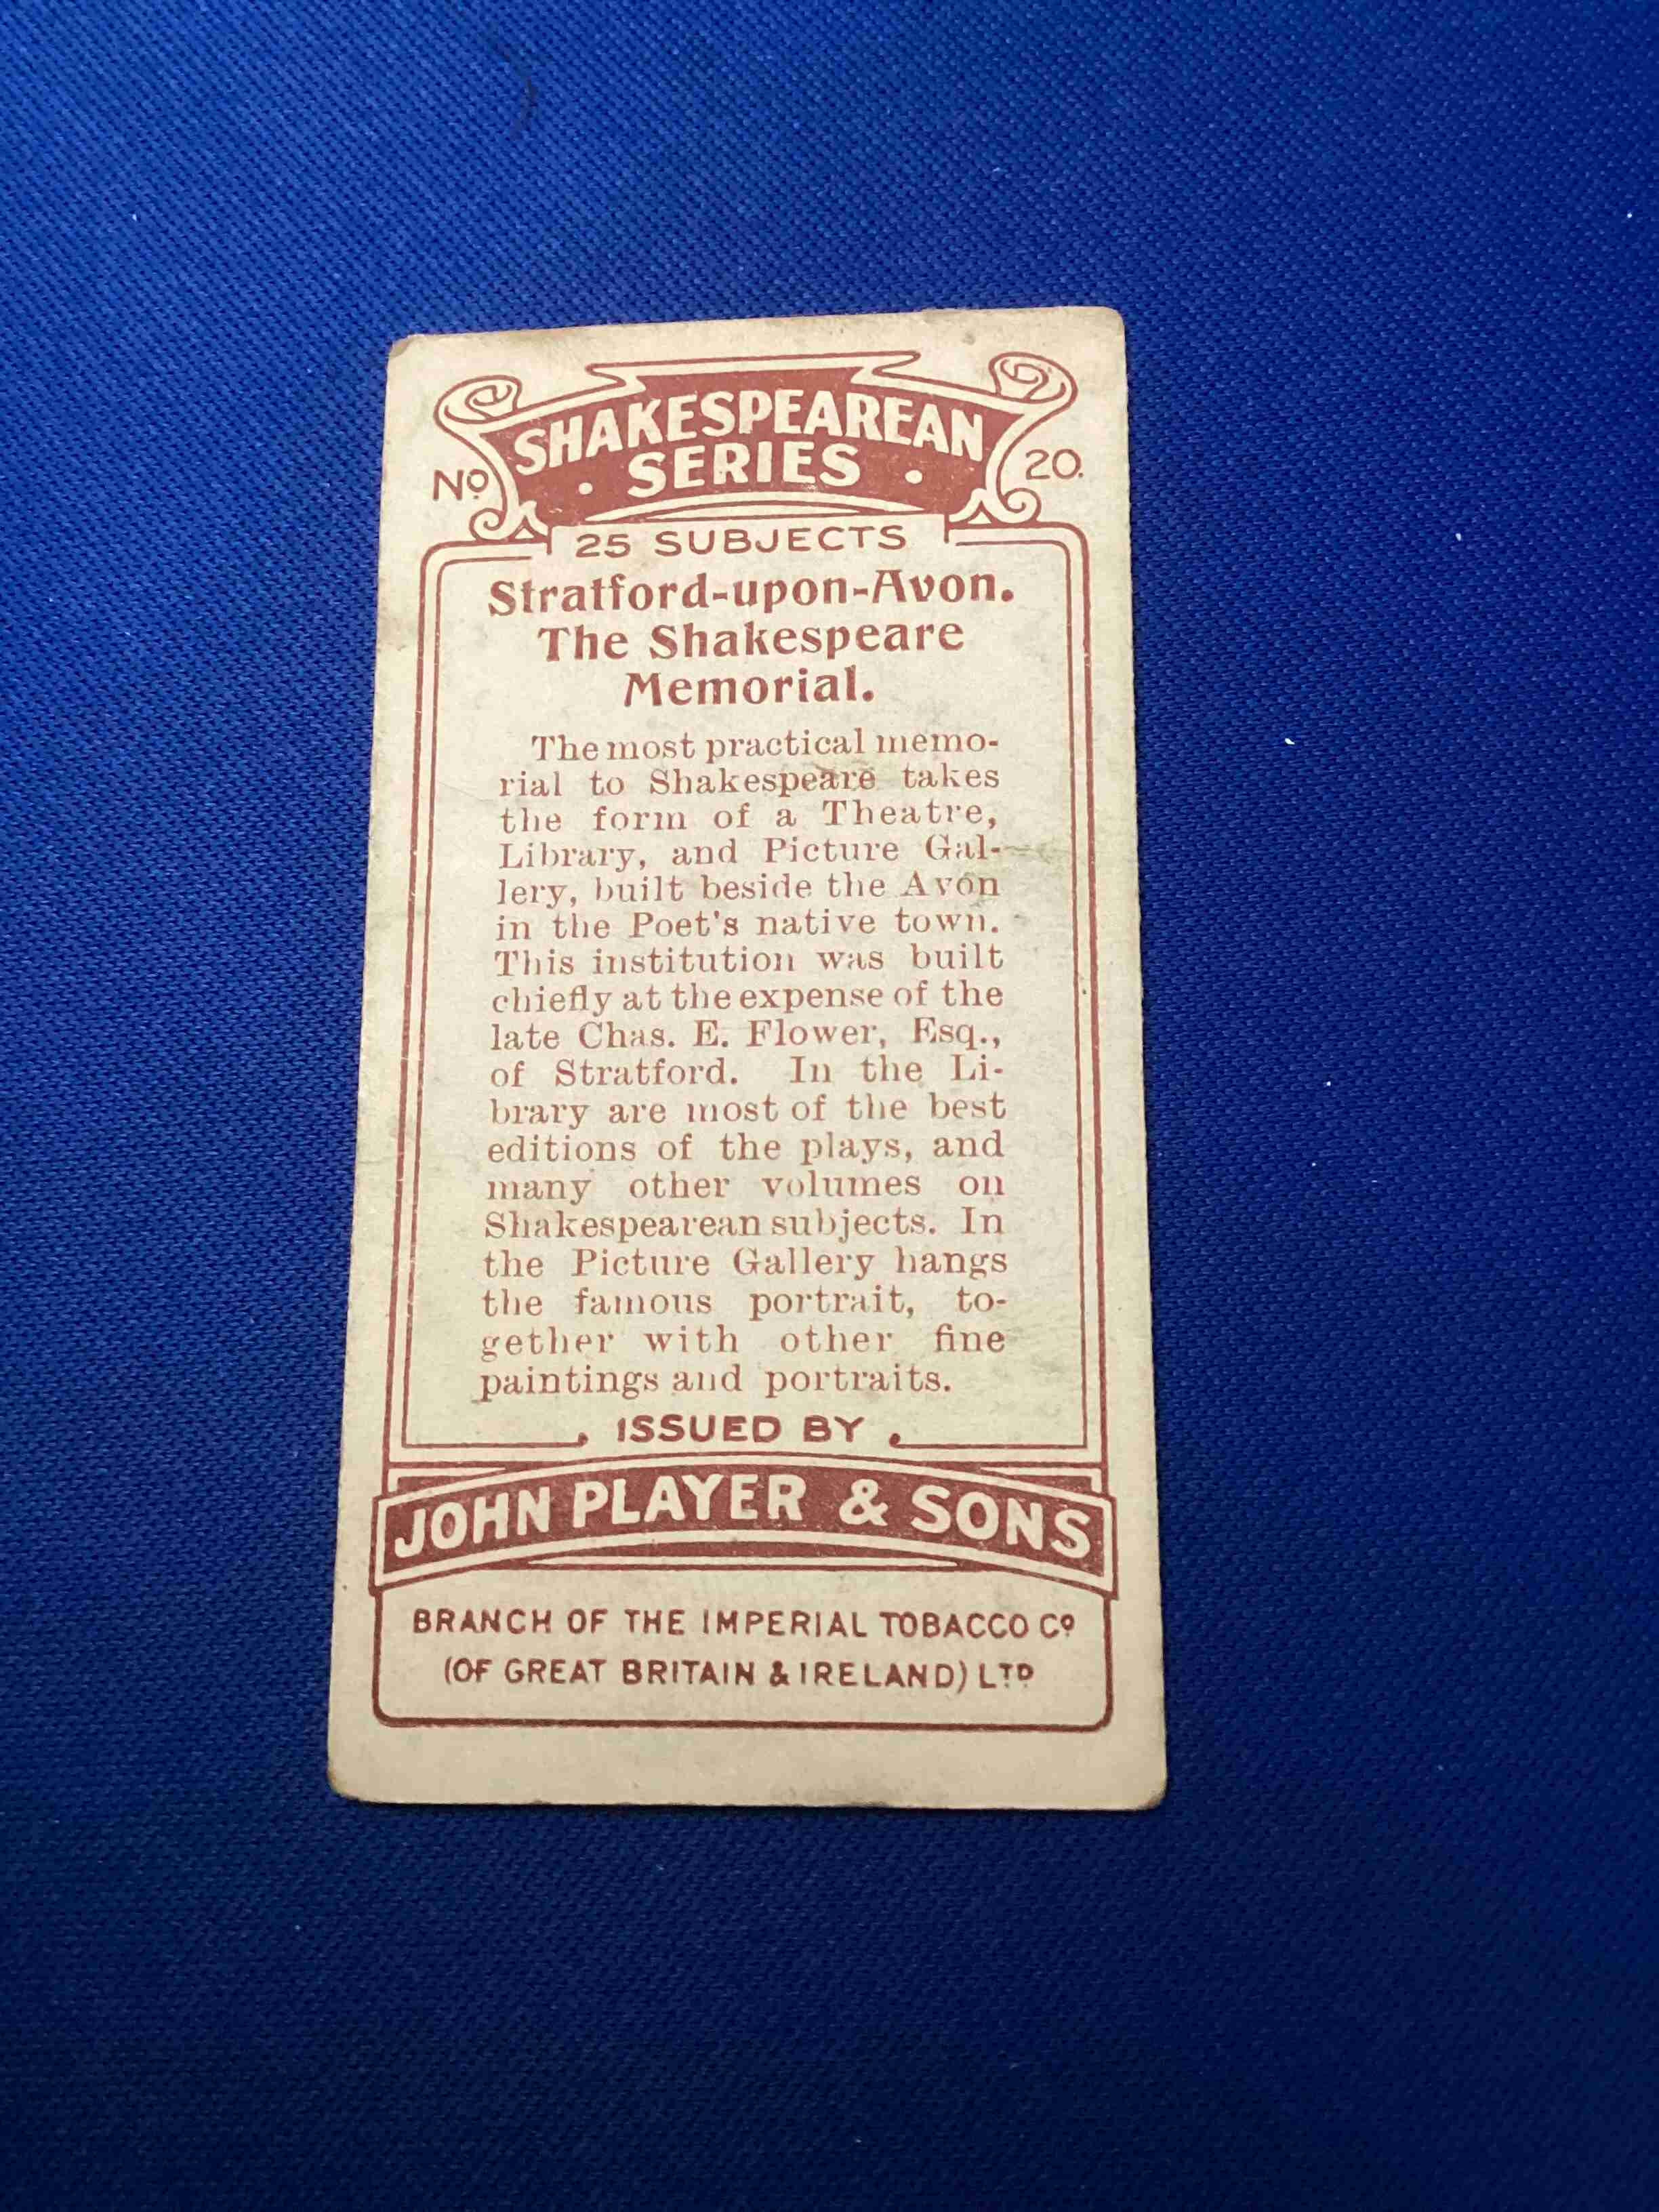 SHAKESPEAREAN
Nº · SERIES · 20.
25 SUBJECTS
Stratford-upon-Avon.
The Shakespeare
Memorial.
The most practical memo-
rial to Shakespeare takes
the form of a Theatre,
Library, and Picture Gal-
lery, built beside the Avon
in the Poet's native town.
This institution was built
chiefly at the expense of the
late Chas. E. Flower, Esq.,
of Stratford. In the Li-
brary are most of the best
editions of the plays, and
many other volumes on
Shakespearean subjects. In
the Picture Gallery hangs
the famous portrait, to-
gether with other fine
paintings and portraits.
ISSUED BY
JOHN PLAYER & SONS
BRANCH OF THE IMPERIAL TOBACCO Cº
(OF GREAT BRITAIN & IRELAND) LTD